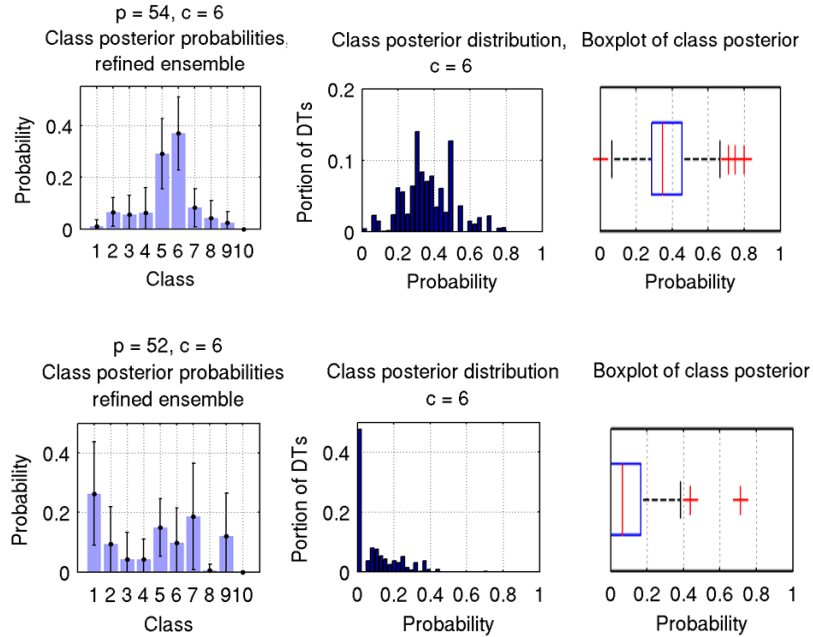 p = 54, c = 6
Class posterior probabilities,
refined ensemble
Probability
0.4
0.2
0
1 2 3 4 5 6 7 8 9 10
Class
Class posterior distribution,
c = 6
Portion of DTs
0.2
0.1
0
0 0.2 0.4 0.6 0.8 1
Probability
Boxplot of class posterior
0 0.2 0.4 0.6 0.8 1
Probability
p = 52, c = 6
Class posterior probabilities
refined ensemble
Probability
0.4
0.2
0
1 2 3 4 5 6 7 8 9 10
Class
Class posterior distribution
c = 6
Portion of DTs
0.4
0.2
0
0 0.2 0.4 0.6 0.8 1
Probability
Boxplot of class posterior
0 0.2 0.4 0.6 0.8 1
Probability